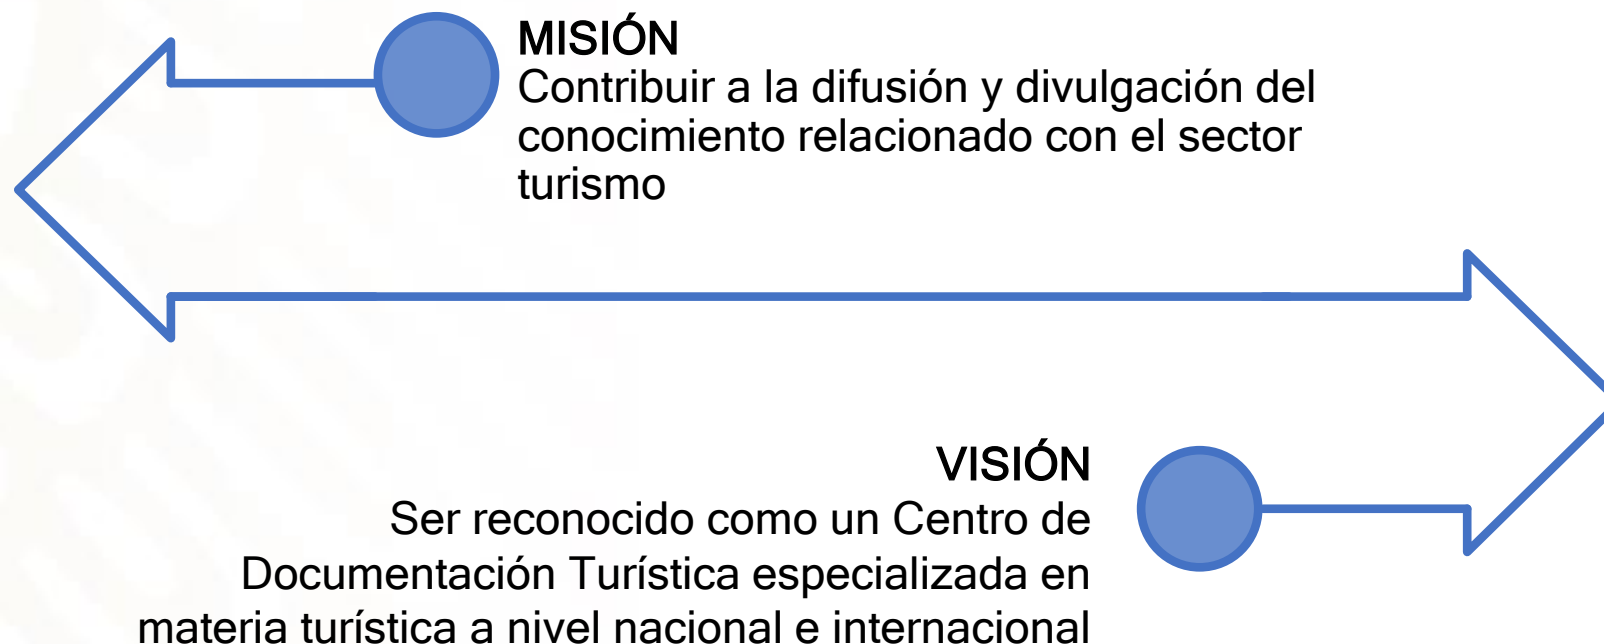 MISIÓN
Contribuir a la difusión y divulgación del
conocimiento relacionado con el sector
turismo
VISIÓN
Ser reconocido como un Centro de
Documentación Turística especializada en
materia turística a nivel nacional e internacional